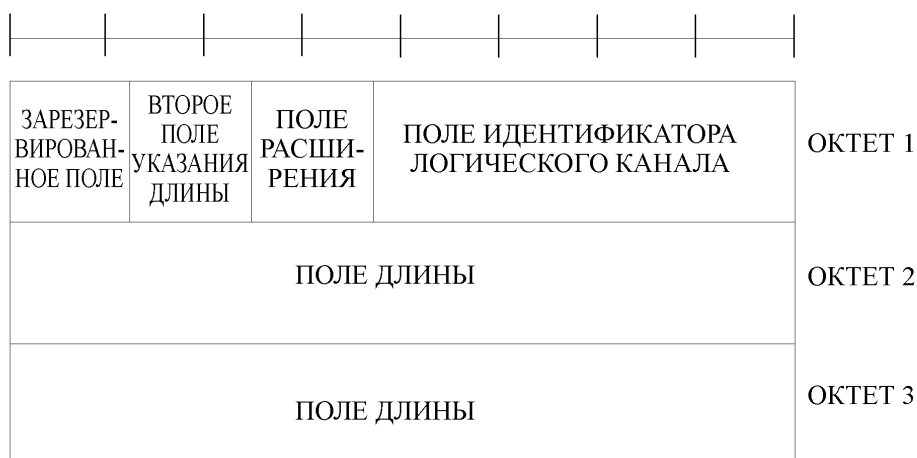 ЗАРЕЗЕР-
ВИРОВАН-
НОЕ ПОЛЕ
ВТОРОЕ
ПОЛЕ
УКАЗАНИЯ
ДЛИНЫ
ПОЛЕ
РАСШИ-
РЕНИЯ
ПОЛЕ ИДЕНТИФИКАТОРА
ЛОГИЧЕСКОГО КАНАЛА
ОКТЕТ 1
ПОЛЕ ДЛИНЫ
ОКТЕТ 2
ПОЛЕ ДЛИНЫ
ОКТЕТ 3